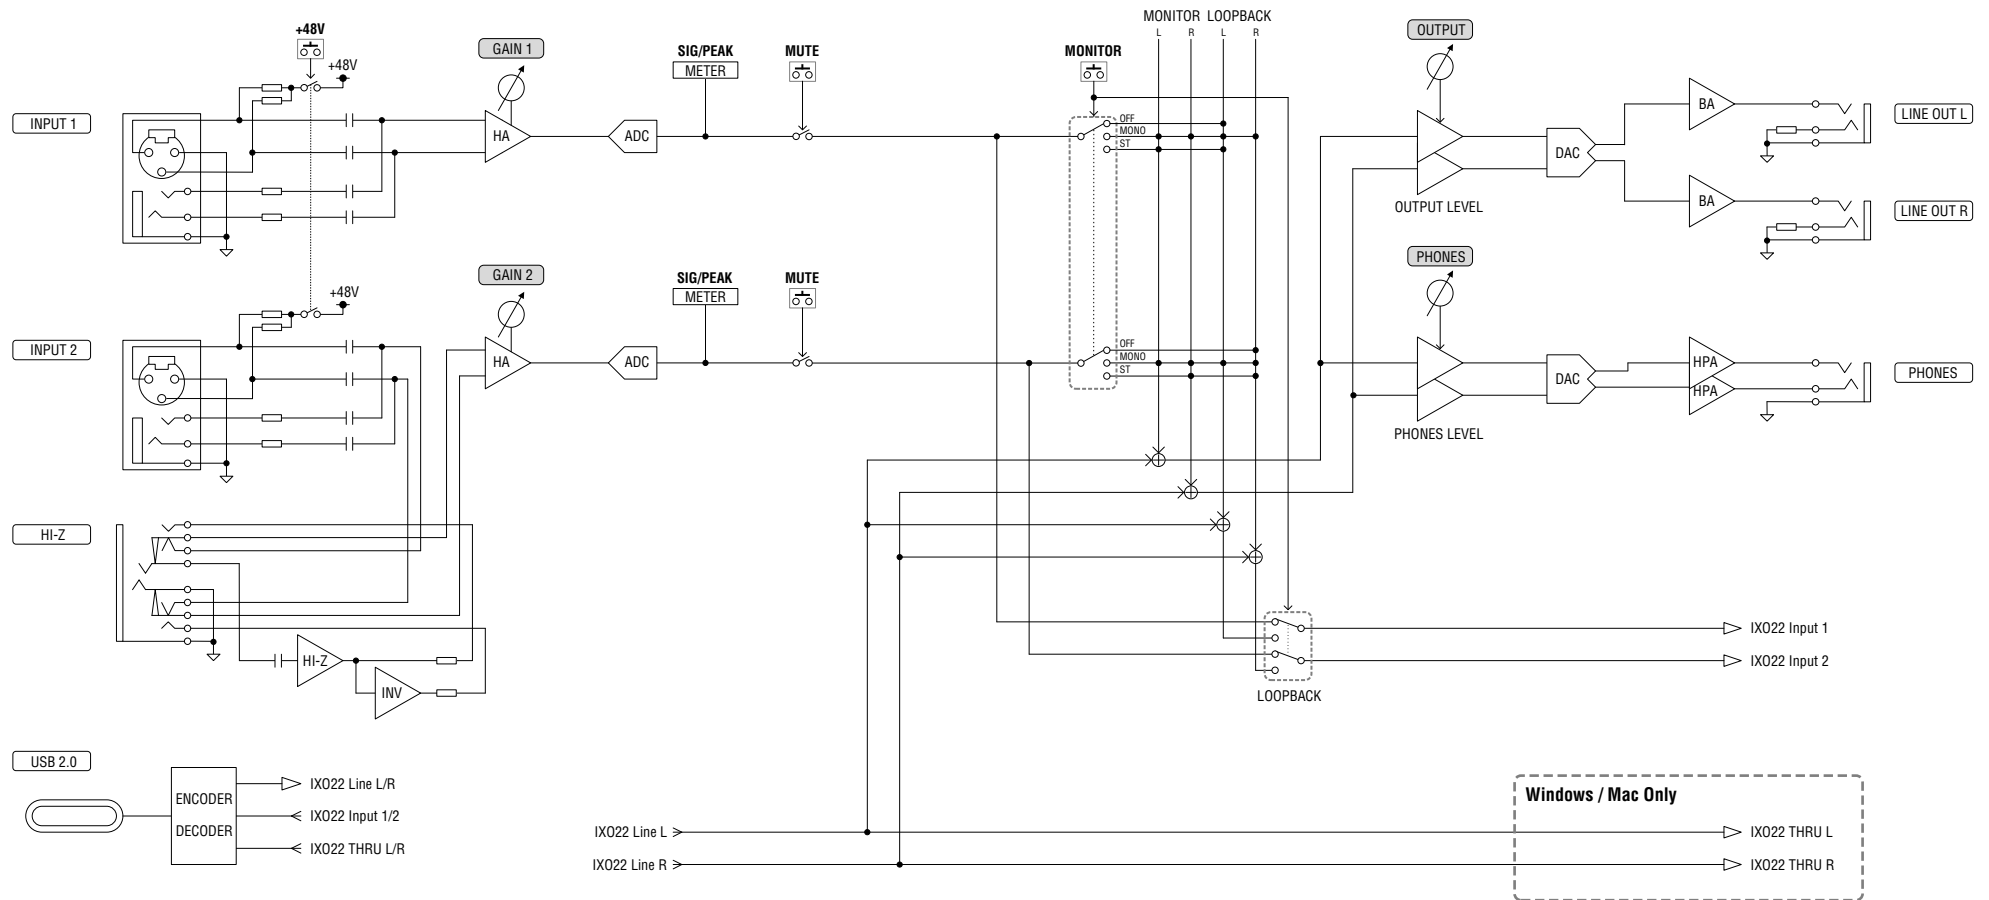 MONITOR LOOPBACK
L R L R
+48V
+48V
GAIN 1
SIG/PEAK
METER
MUTE
MONITOR
OUTPUT
INPUT 1
HA
ADC
OFF
MONO
ST
OUTPUT LEVEL
DAC
BA
LINE OUT L
BA
LINE OUT R
+48V
GAIN 2
SIG/PEAK
METER
MUTE
PHONES
INPUT 2
HA
ADC
OFF
MONO
ST
PHONES LEVEL
DAC
HPA
HPA
PHONES
HI-Z
HI-Z
INV
IXO22 Input 1
IXO22 Input 2
LOOPBACK
USB 2.0
ENCODER
DECODER
IXO22 Line L/R
IXO22 Input 1/2
IXO22 THRU L/R
IXO22 Line L
IXO22 Line R
Windows / Mac Only
IXO22 THRU L
IXO22 THRU R